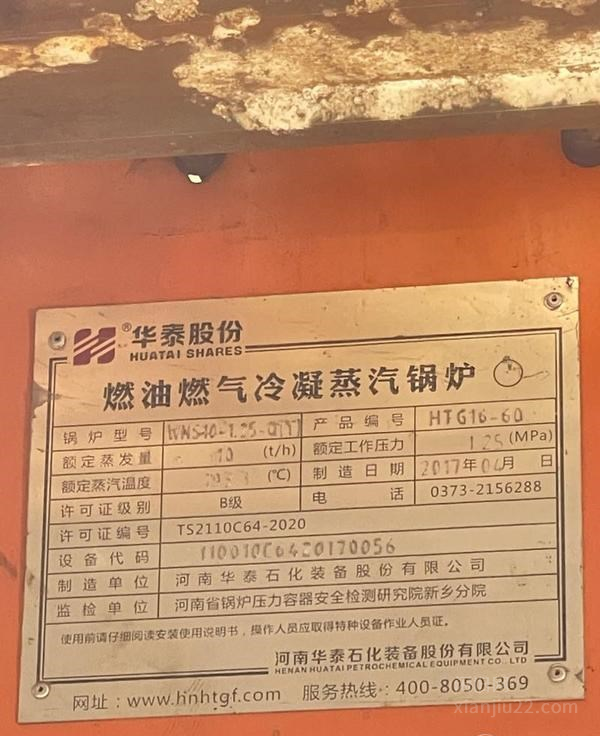 ®华泰股份
HUATAI SHARES
燃油燃气冷凝蒸汽锅炉
锅炉型号 WNS10-1.25- 产品编号 HTG16-60
额定蒸发量 10 (t/h) 额定工作压力 1.25 (MPa)
额定蒸汽温度 (℃) 制造日期 2017年04月 日
许可证级别 B级 电话 0373-2156288
许可证编号 TS2110C64-2020
设备代码 110010C6420170056
制造单位 河南华泰石化装备股份有限公司
监检单位 河南省锅炉压力容器安全检测研究院新乡分院
使用前请仔细阅读安装使用说明书，操作人员应取得特种设备作业人员证。
河南华泰石化装备股份有限公司
HENAN HUATAI PETROCHEMICAL EQUIPMENT CO., LTD
网址：www.hnhtgf.com 服务热线：400-8050-369
xianjiu22.com